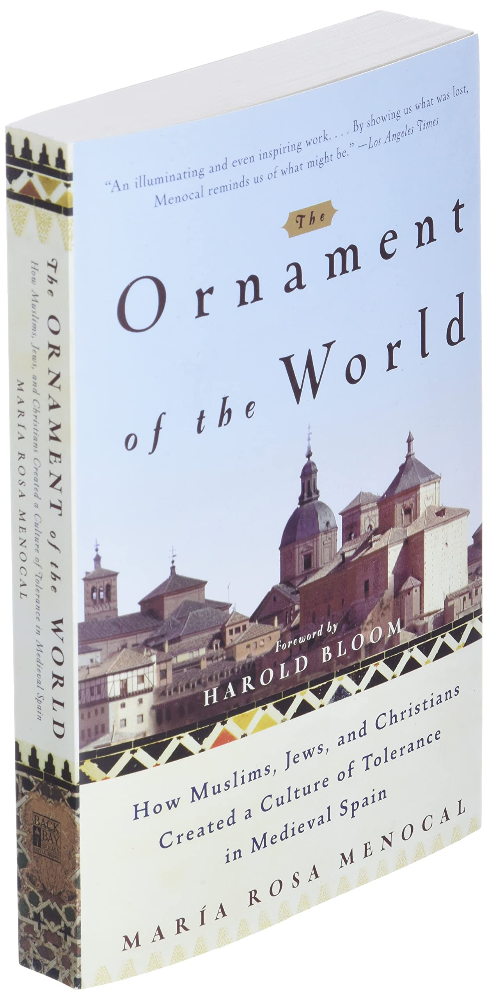 “An illuminating and even inspiring work. . . . By showing us what was lost,
Menocal reminds us of what might be.” —Los Angeles Times
The
Ornament
of the World
Foreword by
HAROLD BLOOM
How Muslims, Jews, and Christians
Created a Culture of Tolerance
in Medieval Spain
MARÍA ROSA MENOCAL
The ORNAMENT of the WORLD
How Muslims, Jews, and Christians Created a Culture of Tolerance in Medieval Spain
MARÍA ROSA MENOCAL
BACK
BAY
BOOKS